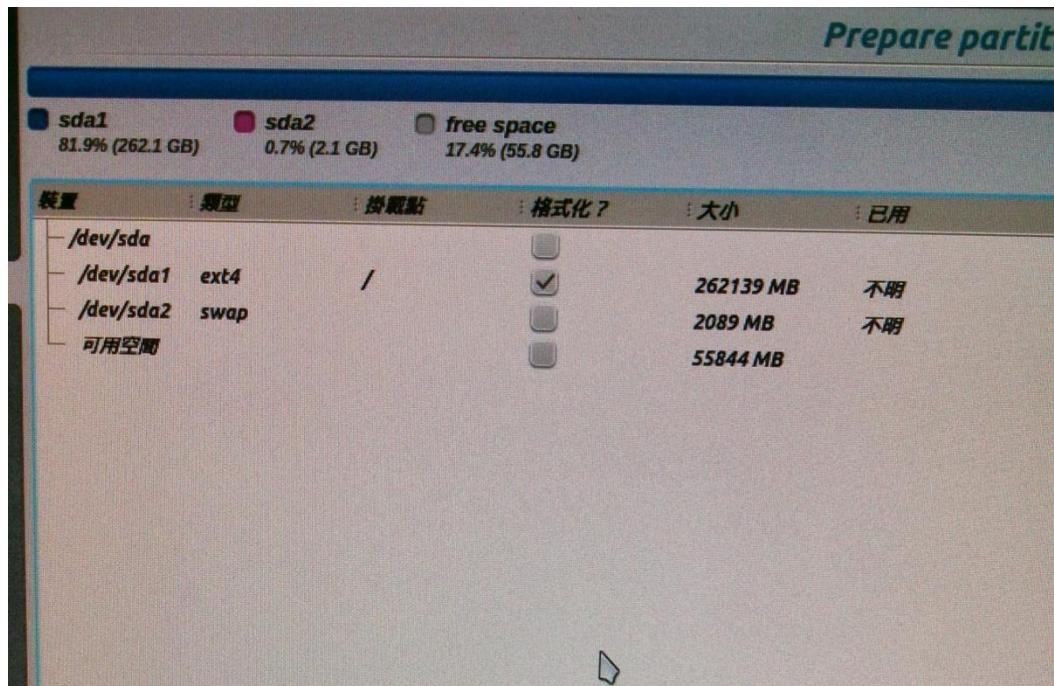 Prepare partit
sda1 sda2 free space
81.9% (262.1 GB) 0.7% (2.1 GB) 17.4% (55.8 GB)
裝置 類型 掛載點 格式化？ 大小 已用
/dev/sda
/dev/sda1 ext4 / 262139 MB 不明
/dev/sda2 swap 2089 MB 不明
可用空間 55844 MB